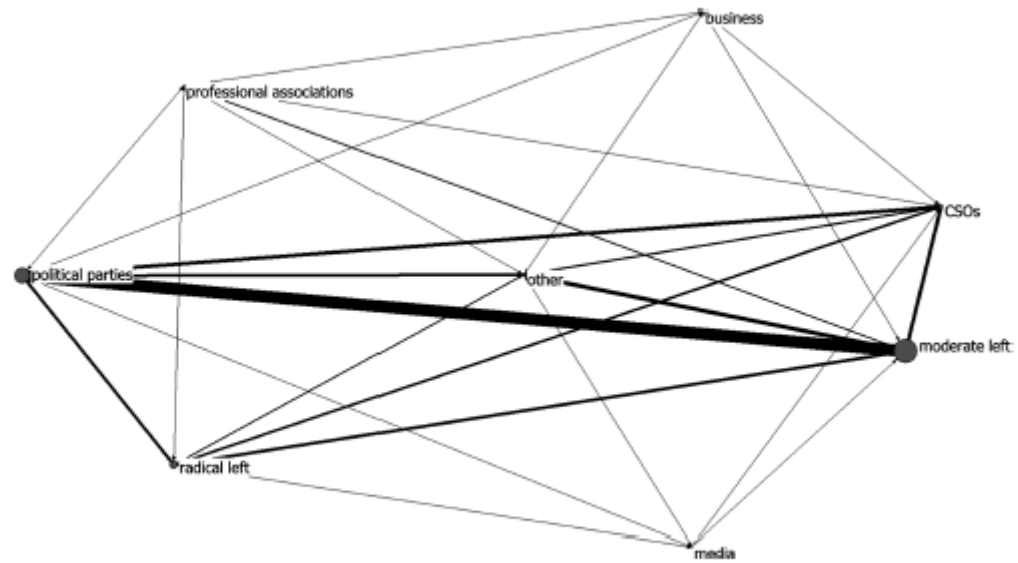 business
professional associations
CSOs
political parties
other
moderate left
radical left
media